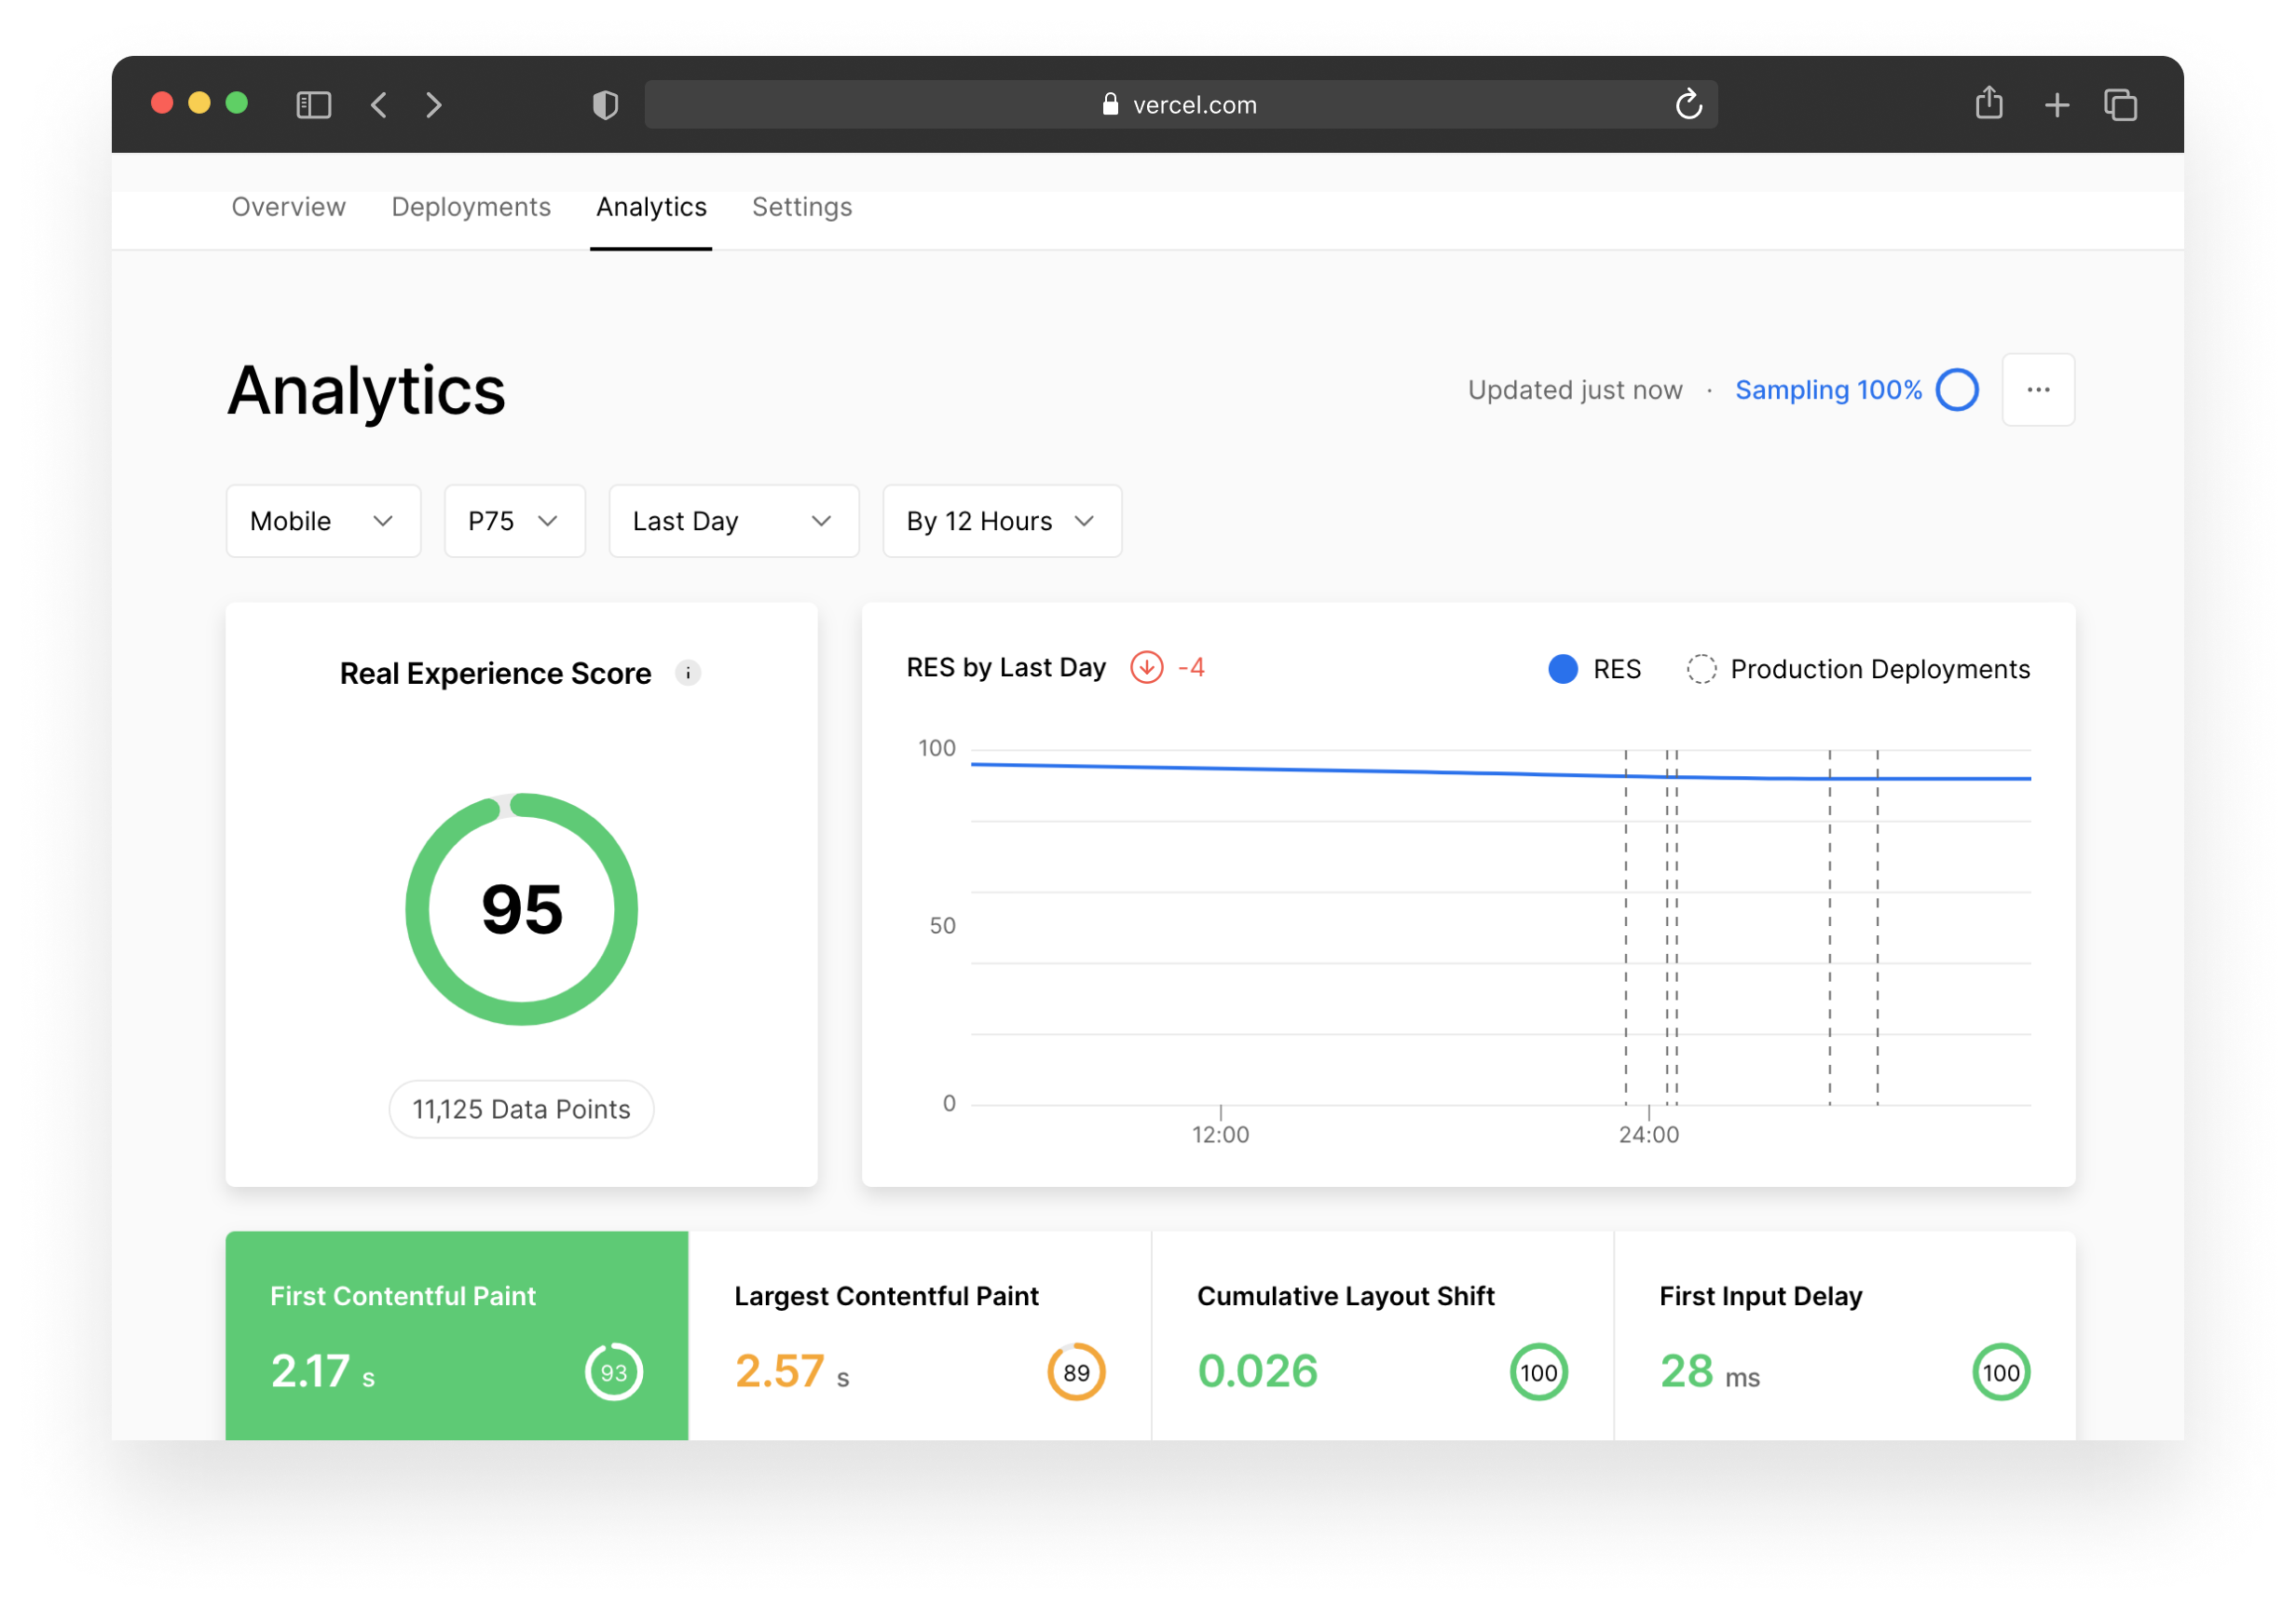 vercel.com
Overview Deployments Analytics Settings
Analytics
Updated just now · Sampling 100%
Mobile P75 Last Day By 12 Hours
Real Experience Score i
95
11,125 Data Points
RES by Last Day -4 RES Production Deployments
100
50
0
12:00 24:00
First Contentful Paint
2.17 s 93
Largest Contentful Paint
2.57 s 89
Cumulative Layout Shift
0.026 100
First Input Delay
28 ms 100